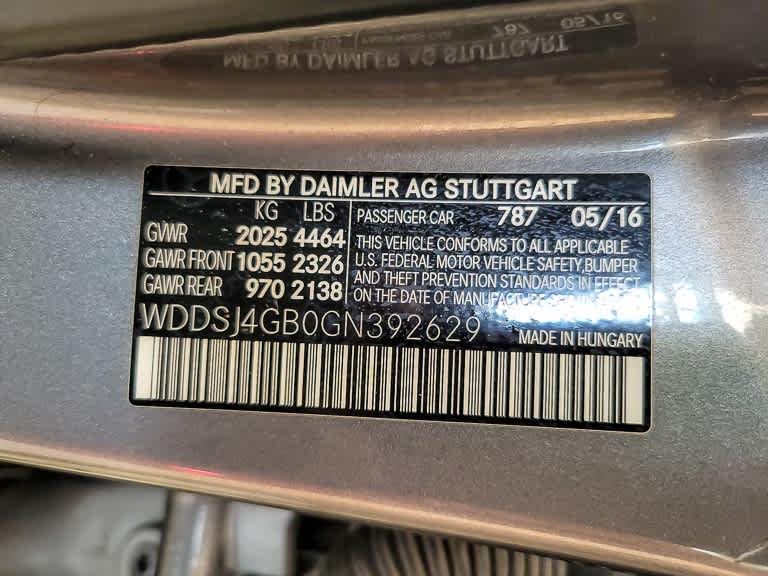 MFD BY DAIMLER AG STUTTGART
KG LBS
GVWR 2025 4464
GAWR FRONT 1055 2326
GAWR REAR 970 2138
PASSENGER CAR 787 05/16
THIS VEHICLE CONFORMS TO ALL APPLICABLE
U.S. FEDERAL MOTOR VEHICLE SAFETY, BUMPER
AND THEFT PREVENTION STANDARDS IN EFFECT
ON THE DATE OF MANUFACTURE SHOWN ABOVE.
WDDSJ4GB0GN392629
MADE IN HUNGARY